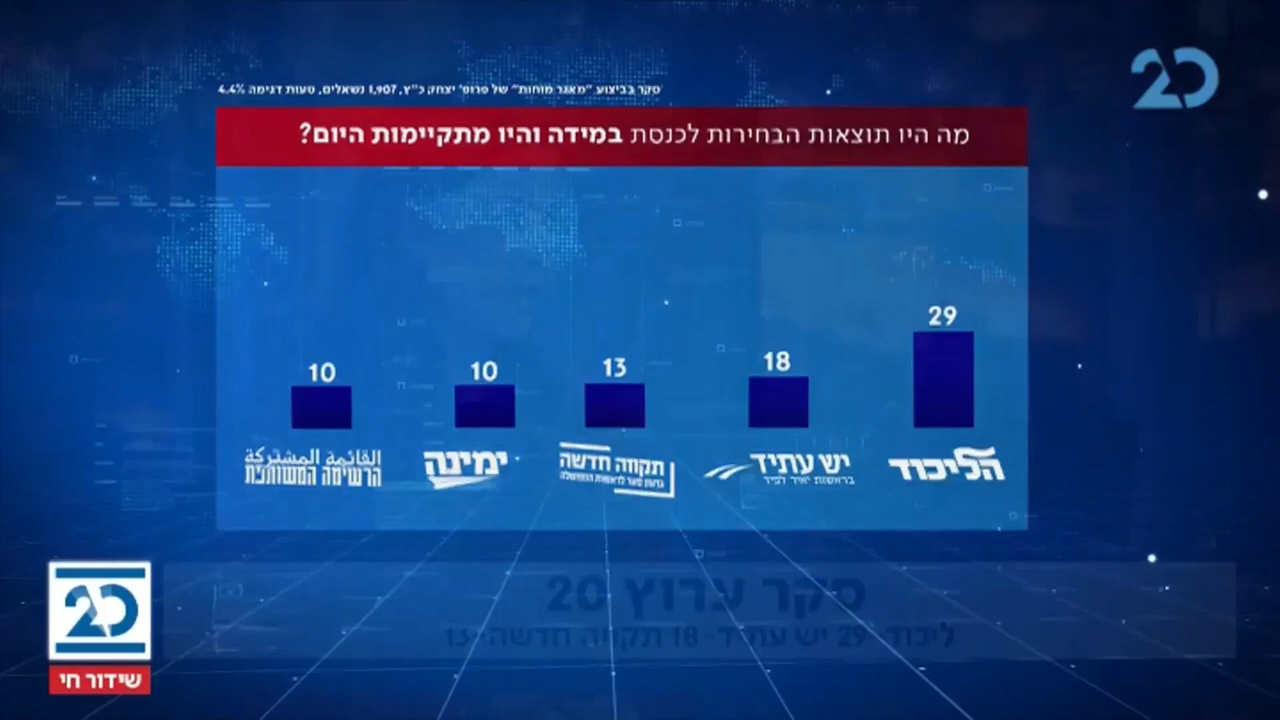 20
סקר בביצוע "מאגר מוחות" של פרופ' יצחק כ"ץ, 1,907 נשאלים, טעות דגימה 4.4%
מה היו תוצאות הבחירות לכנסת במידה והיו מתקיימות היום?
29
18
13
10
10
הליכוד
יש עתיד
בראשות יאיר לפיד
תקווה חדשה
גדעון סער לראשות הממשלה
ימינה
القائمة المشتركة
הרשימה המשותפת
סקר ערוץ 20
ליכוד- 29 יש עתיד- 18 תקווה חדשה- 13
20
שידור חי